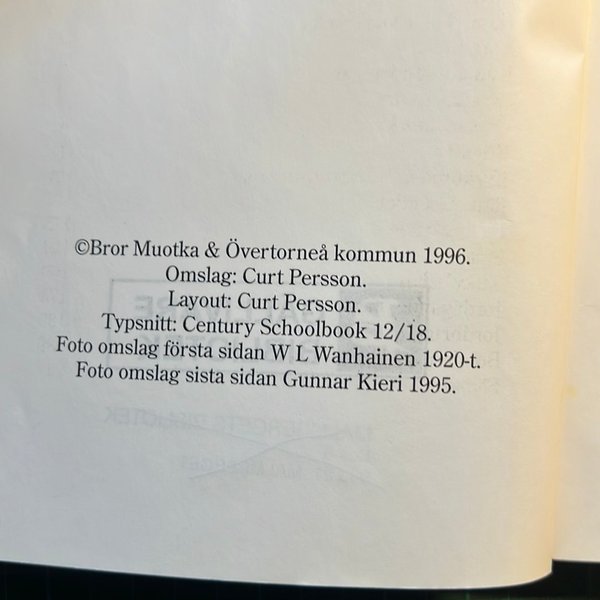 ©Bror Muotka & Övertorneå kommun 1996.
Omslag: Curt Persson.
Layout: Curt Persson.
Typsnitt: Century Schoolbook 12/18.
Foto omslag första sidan W L Wanhainen 1920-t.
Foto omslag sista sidan Gunnar Kieri 1995.